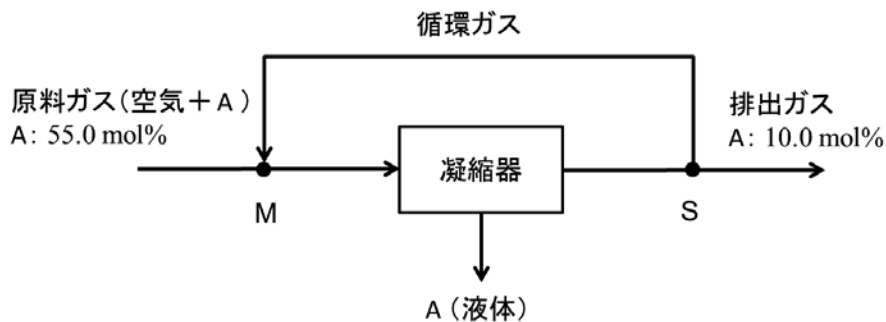 循環ガス
原料ガス(空気+A)
A: 55.0 mol%
排出ガス
A: 10.0 mol%
凝縮器
M
S
A(液体)